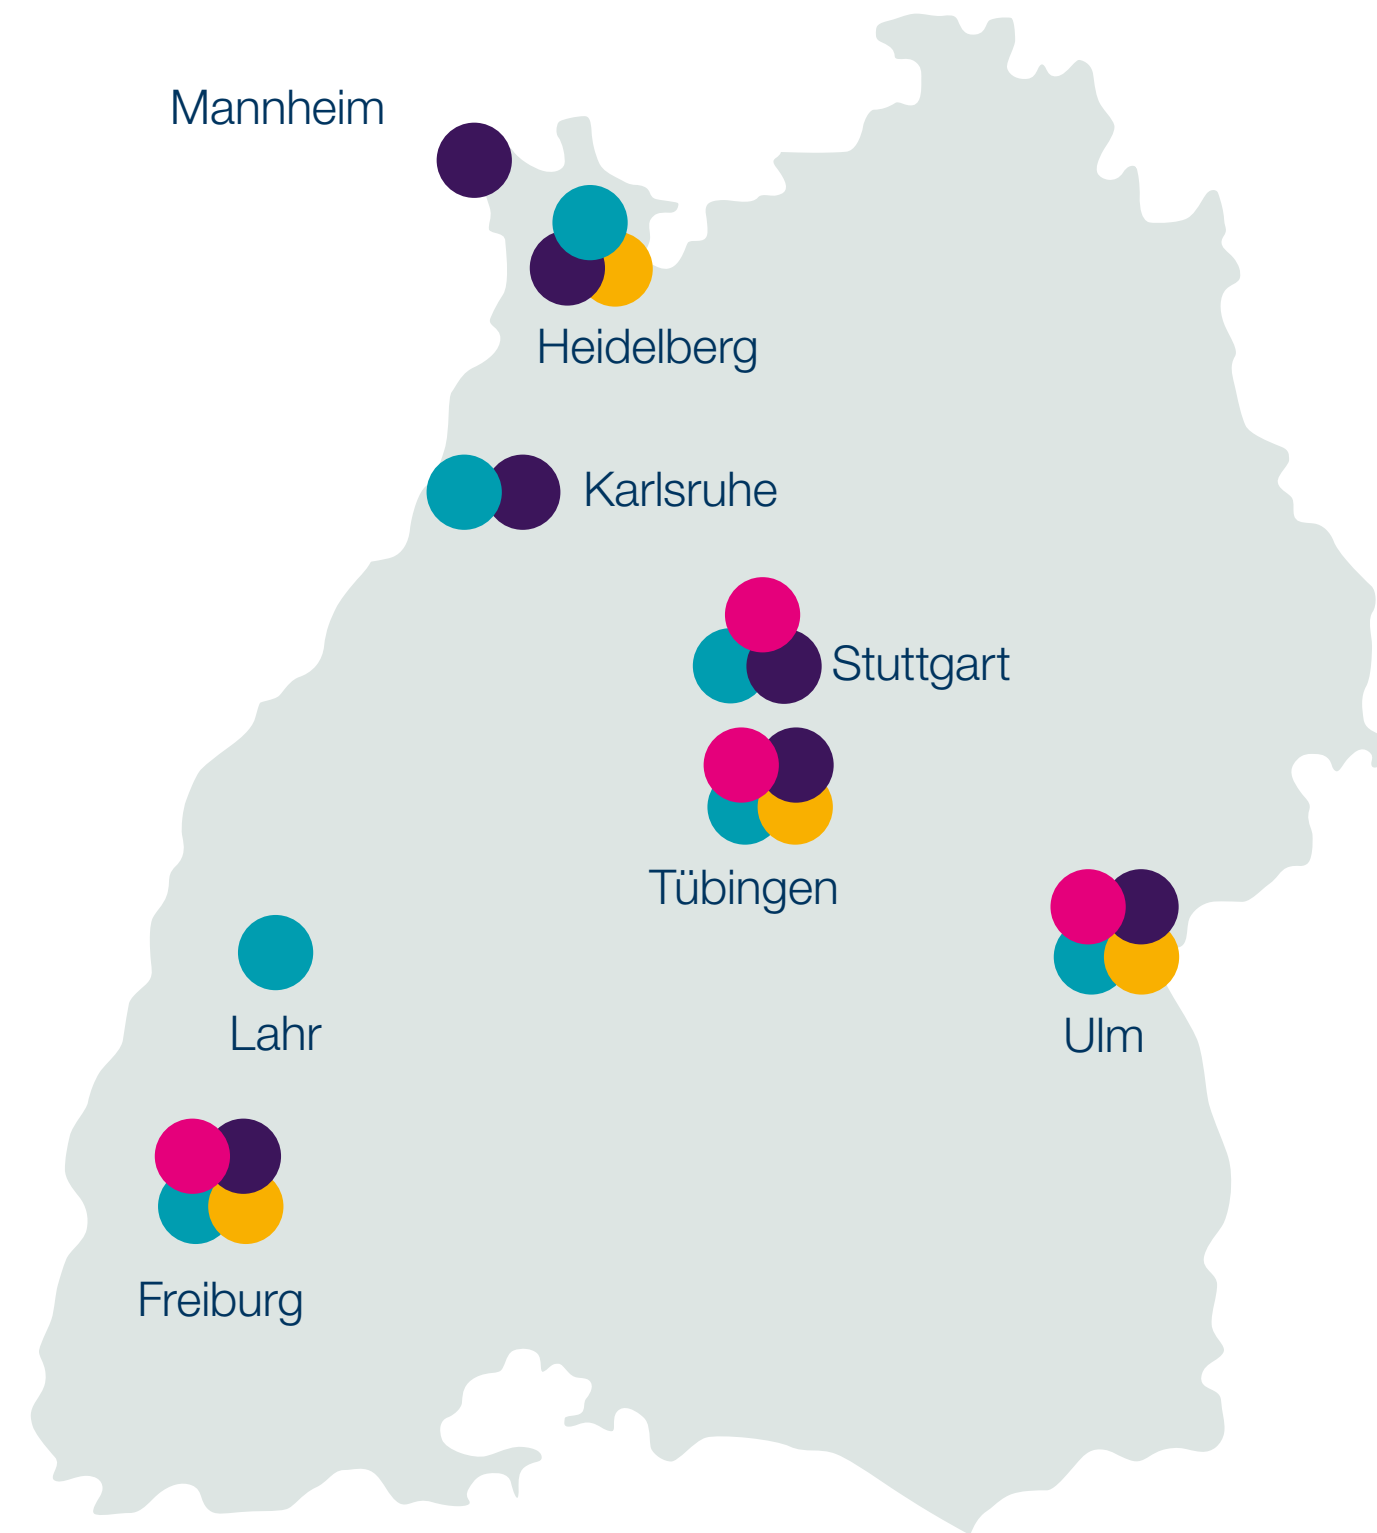 Mannheim
Heidelberg
Karlsruhe
Stuttgart
Tübingen
Lahr
Ulm
Freiburg